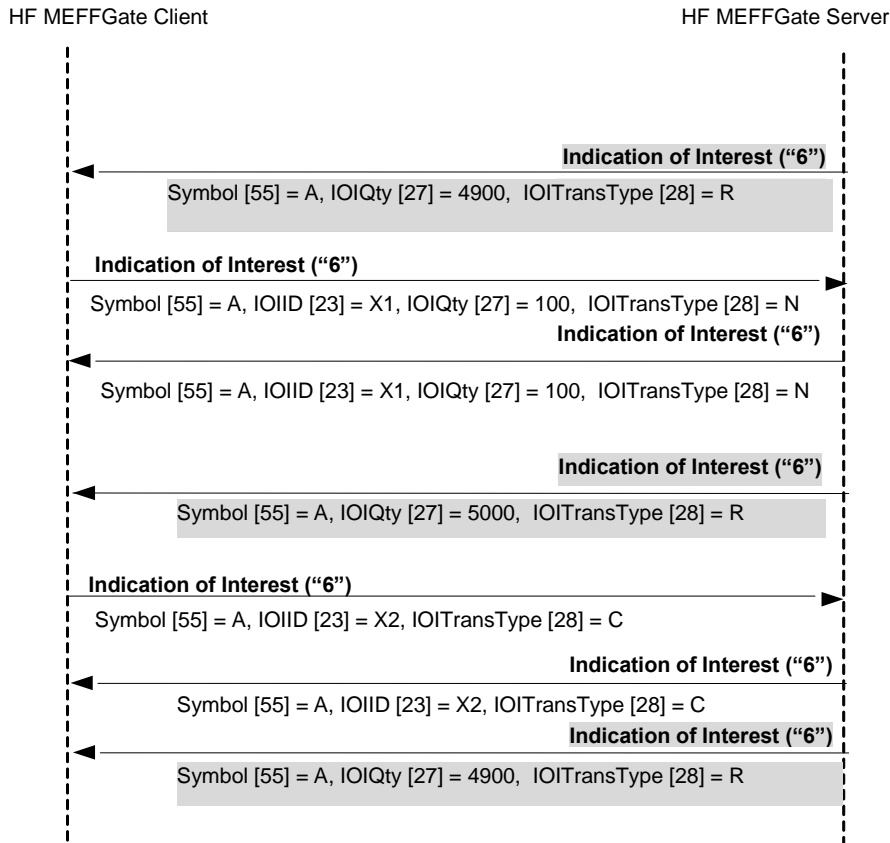 HF MEFFGate Client
HF MEFFGate Server
Indication of Interest (“6”)
Symbol [55] = A, IOIQty [27] = 4900,  IOITransType [28] = R
Indication of Interest (“6”)
Symbol [55] = A, IOIID [23] = X1, IOIQty [27] = 100,  IOITransType [28] = N
Indication of Interest (“6”)
Symbol [55] = A, IOIID [23] = X1, IOIQty [27] = 100,  IOITransType [28] = N
Indication of Interest (“6”)
Symbol [55] = A, IOIQty [27] = 5000,  IOITransType [28] = R
Indication of Interest (“6”)
Symbol [55] = A, IOIID [23] = X2, IOITransType [28] = C
Indication of Interest (“6”)
Symbol [55] = A, IOIID [23] = X2, IOITransType [28] = C
Indication of Interest (“6”)
Symbol [55] = A, IOIQty [27] = 4900,  IOITransType [28] = R